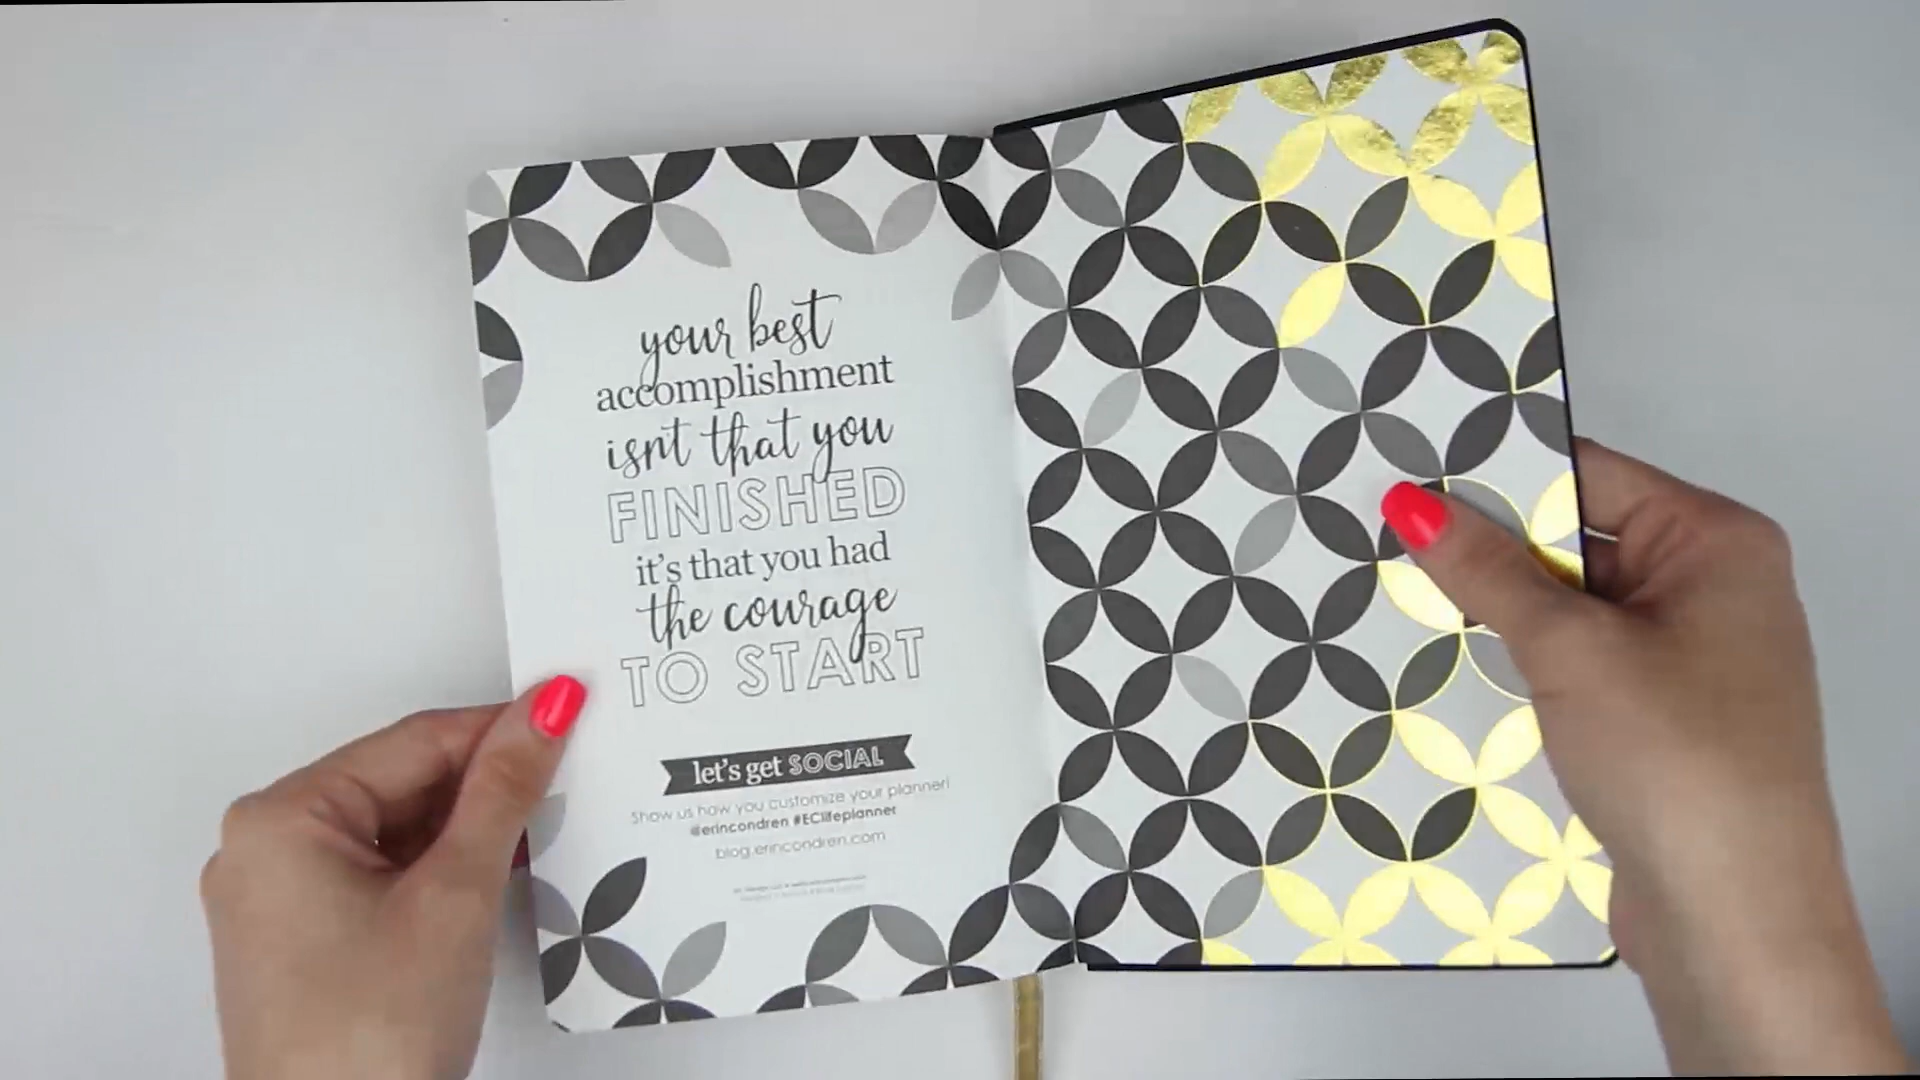 your best
accomplishment
isn't that you
FINISHED
it's that you had
the courage
TO START
let's get SOCIAL
Show us how you customize your planner!
@erincondren #EClifeplanner
blog.erincondren.com